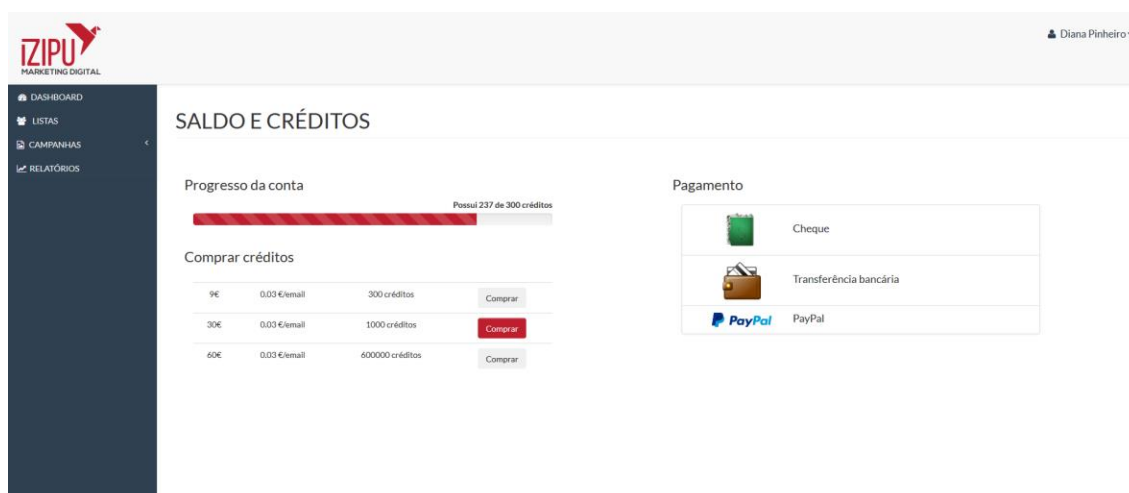 iZIPU
MARKETING DIGITAL
Diana Pinheiro
DASHBOARD
LISTAS
CAMPANHAS
RELATÓRIOS
SALDO E CRÉDITOS
Progresso da conta
Possui 237 de 300 créditos
Comprar créditos
9€ 0.03 €/email 300 créditos Comprar
30€ 0.03 €/email 1000 créditos Comprar
60€ 0.03 €/email 600000 créditos Comprar
Pagamento
Cheque
Transferência bancária
PayPal PayPal